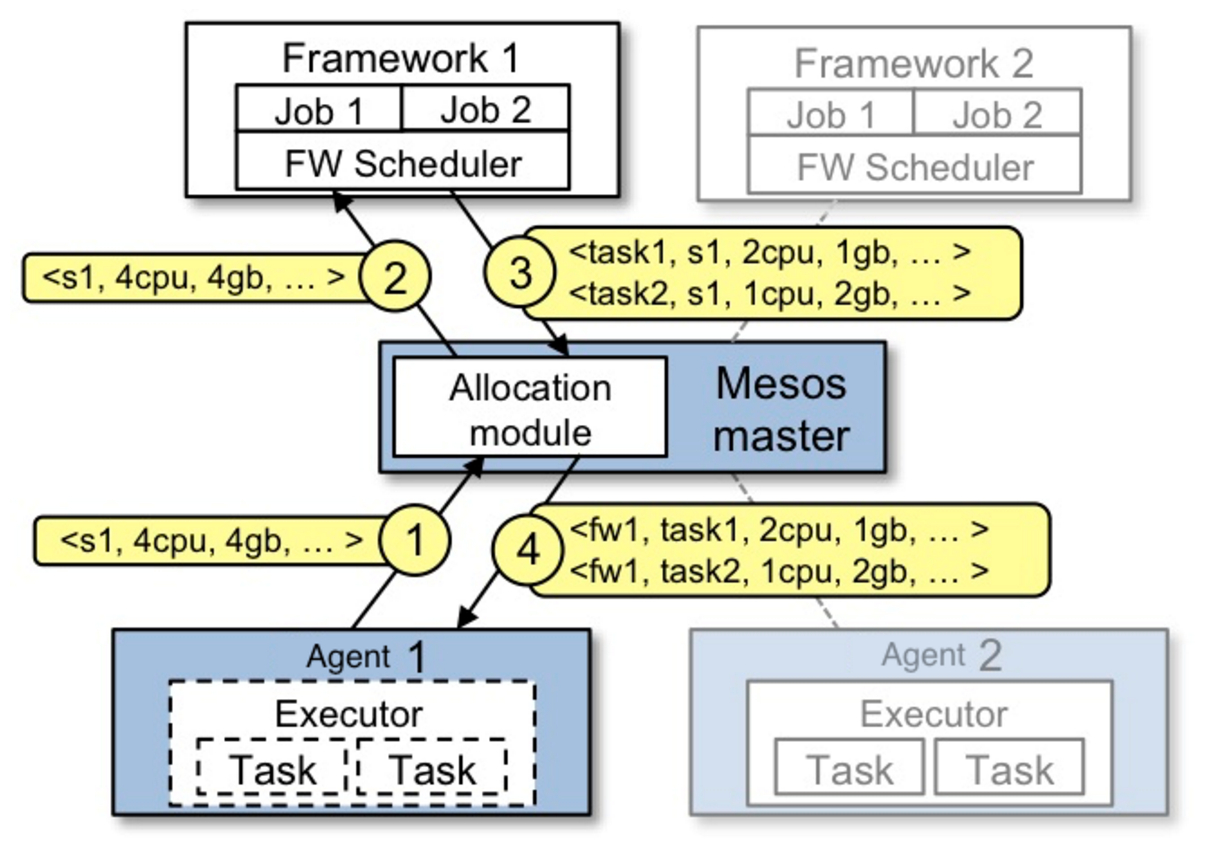 Framework 1
Job 1 Job 2
FW Scheduler
Framework 2
Job 1 Job 2
FW Scheduler
<s1, 4cpu, 4gb, … > 2
3 <task1, s1, 2cpu, 1gb, … >
<task2, s1, 1cpu, 2gb, … >
Allocation
module
Mesos
master
<s1, 4cpu, 4gb, … > 1
4 <fw1, task1, 2cpu, 1gb, … >
<fw1, task2, 1cpu, 2gb, … >
Agent 1
Executor
Task Task
Agent 2
Executor
Task Task